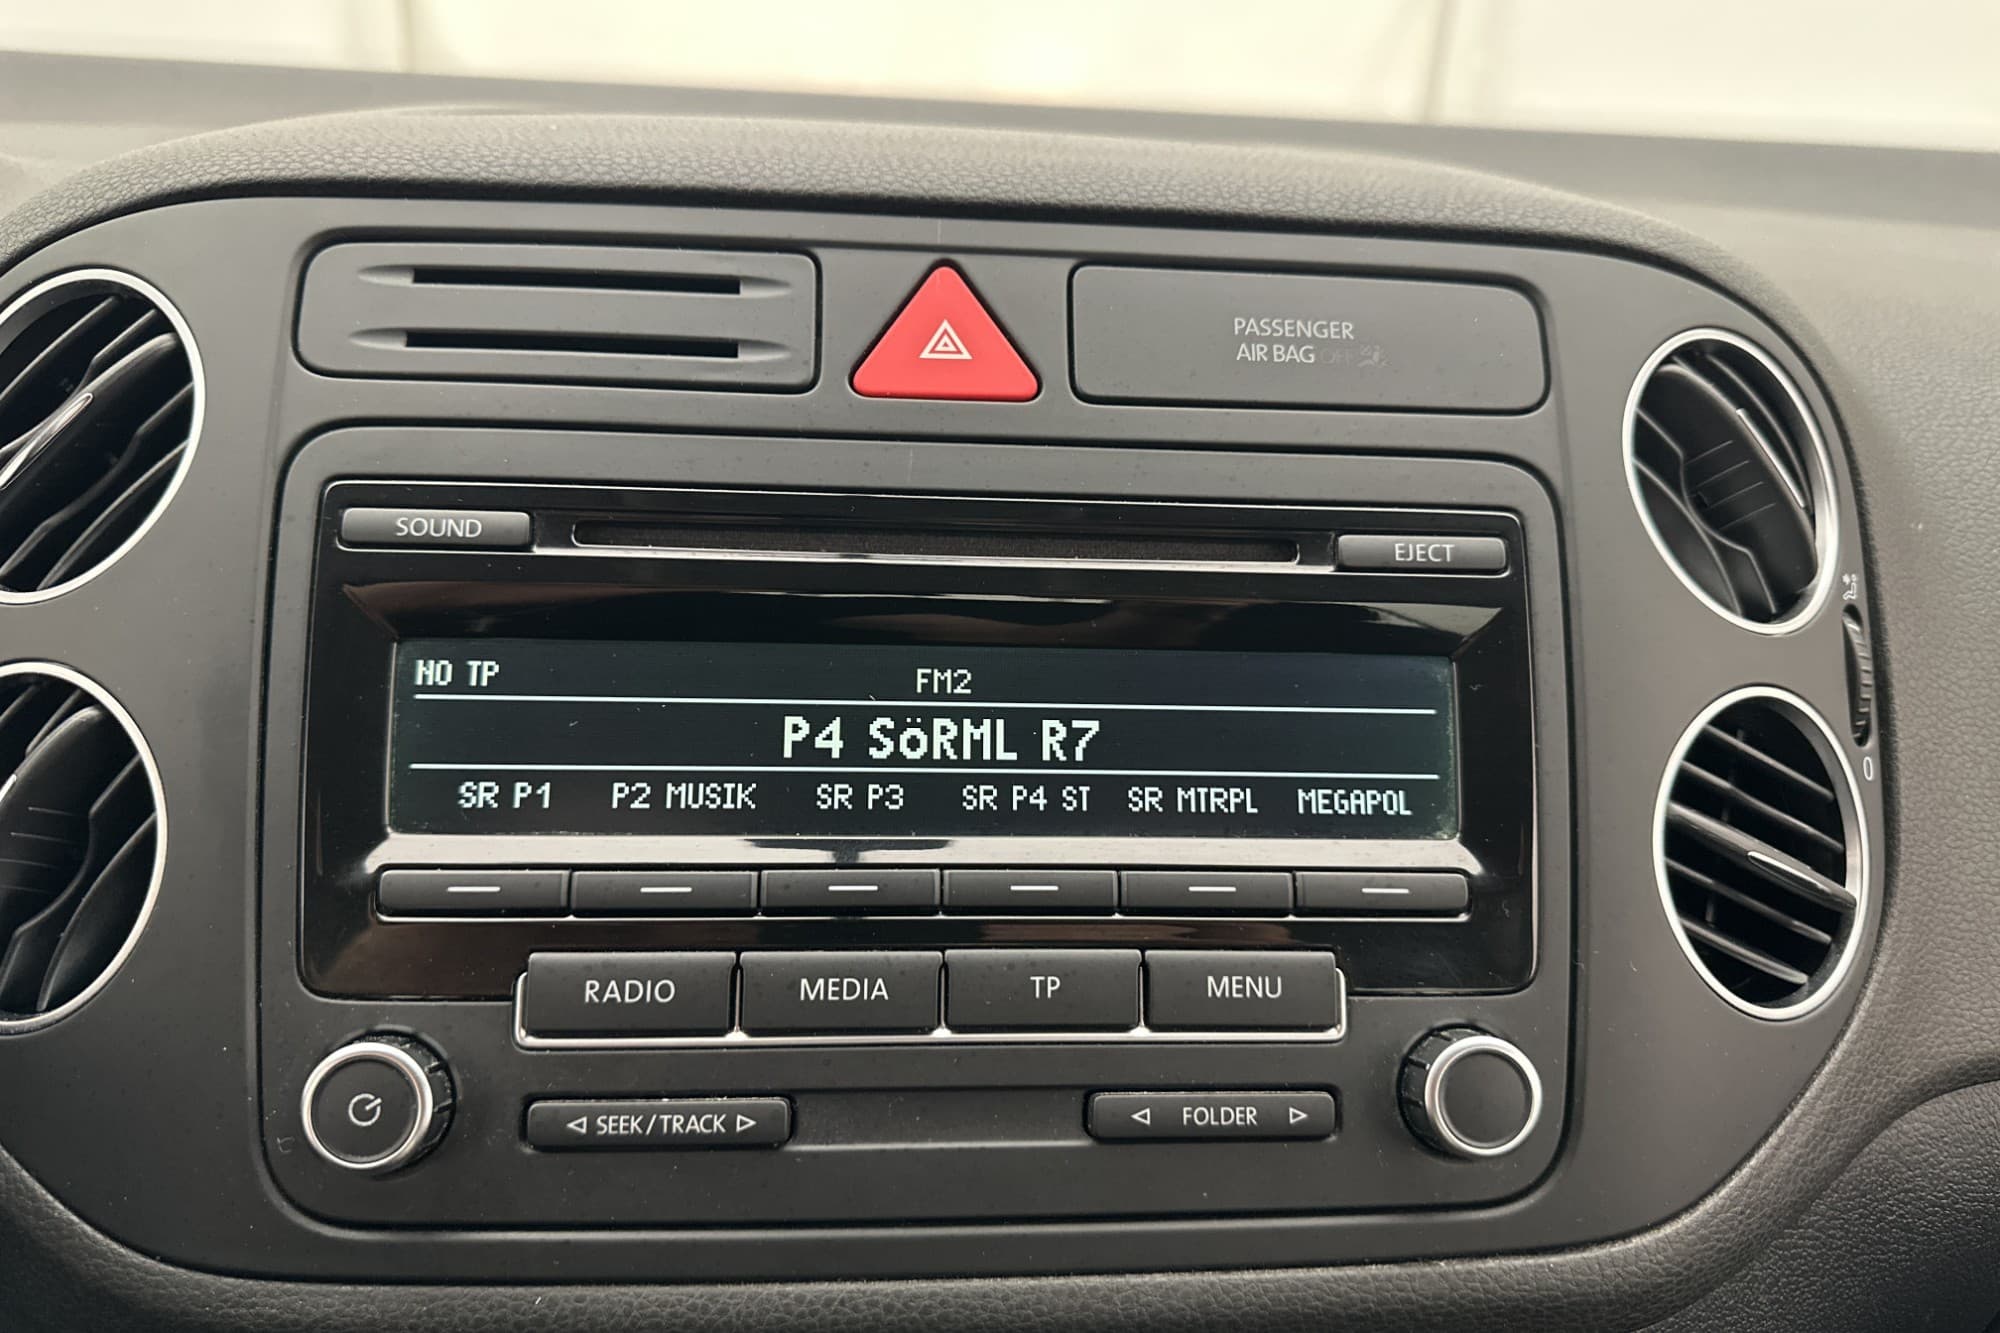 PASSENGER
AIR BAG OFF
SOUND
EJECT
NO TP
FM2
P4 SöRML R7
SR P1 P2 MUSIK SR P3 SR P4 ST SR MTRPL MEGAPOL
RADIO MEDIA TP MENU
SEEK/TRACK
FOLDER
0